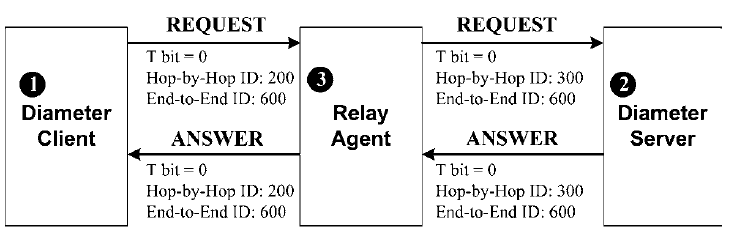 REQUEST
REQUEST
T bit = 0
Hop-by-Hop ID: 200
End-to-End ID: 600
T bit = 0
Hop-by-Hop ID: 300
End-to-End ID: 600
1
Diameter
Client
3
Relay
Agent
2
Diameter
Server
ANSWER
ANSWER
T bit = 0
Hop-by-Hop ID: 200
End-to-End ID: 600
T bit = 0
Hop-by-Hop ID: 300
End-to-End ID: 600